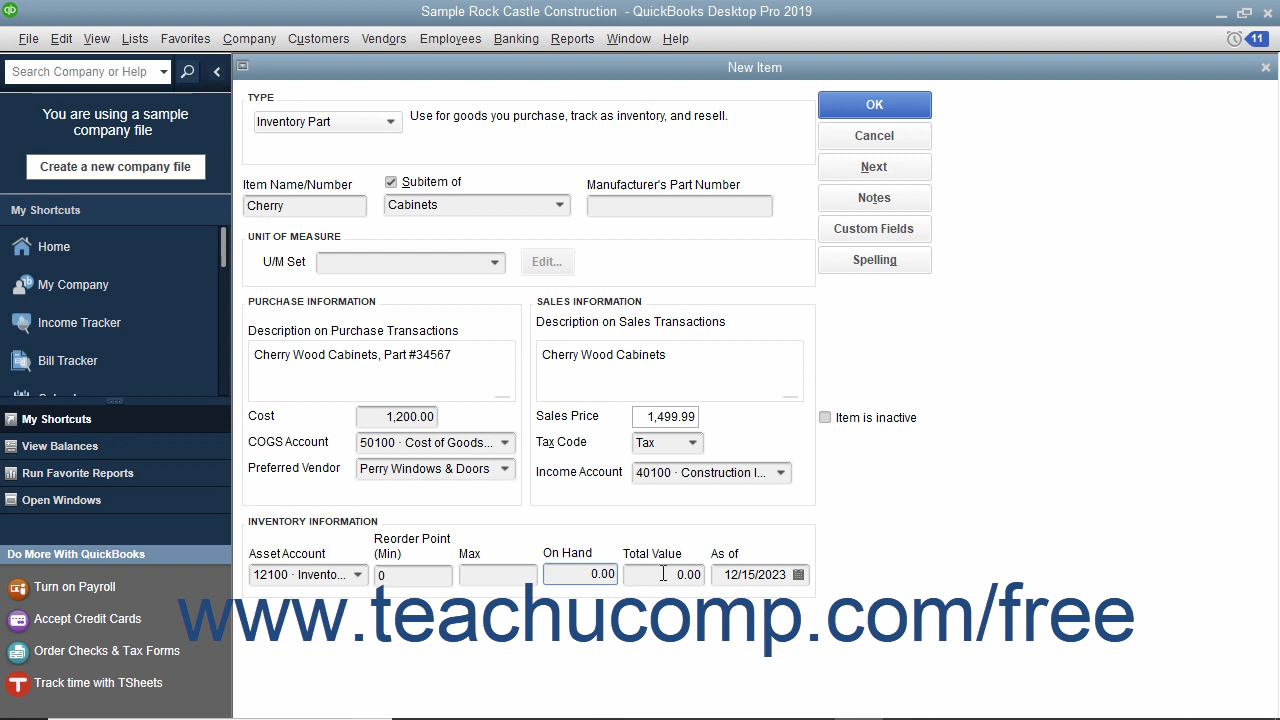 Sample Rock Castle Construction - QuickBooks Desktop Pro 2019
File Edit View Lists Favorites Company Customers Vendors Employees Banking Reports Window Help 11
Search Company or Help
New Item
You are using a sample
company file
Create a new company file
My Shortcuts
Home
My Company
Income Tracker
Bill Tracker
My Shortcuts
View Balances
Run Favorite Reports
Open Windows
Do More With QuickBooks
Turn on Payroll
Accept Credit Cards
Order Checks & Tax Forms
Track time with TSheets
TYPE
Inventory Part
Use for goods you purchase, track as inventory, and resell.
OK
Cancel
Next
Notes
Custom Fields
Spelling
Item Name/Number
Cherry
Subitem of
Cabinets
Manufacturer's Part Number
UNIT OF MEASURE
U/M Set
Edit...
PURCHASE INFORMATION
Description on Purchase Transactions
Cherry Wood Cabinets, Part #34567
Cost 1,200.00
COGS Account 50100 · Cost of Goods...
Preferred Vendor Perry Windows & Doors
SALES INFORMATION
Description on Sales Transactions
Cherry Wood Cabinets
Sales Price 1,499.99
Tax Code Tax
Income Account 40100 · Construction I...
Item is inactive
INVENTORY INFORMATION
Asset Account
12100 · Invento...
Reorder Point
(Min)
0
Max
On Hand
0.00
Total Value
0.00
As of
12/15/2023
www.teachucomp.com/free